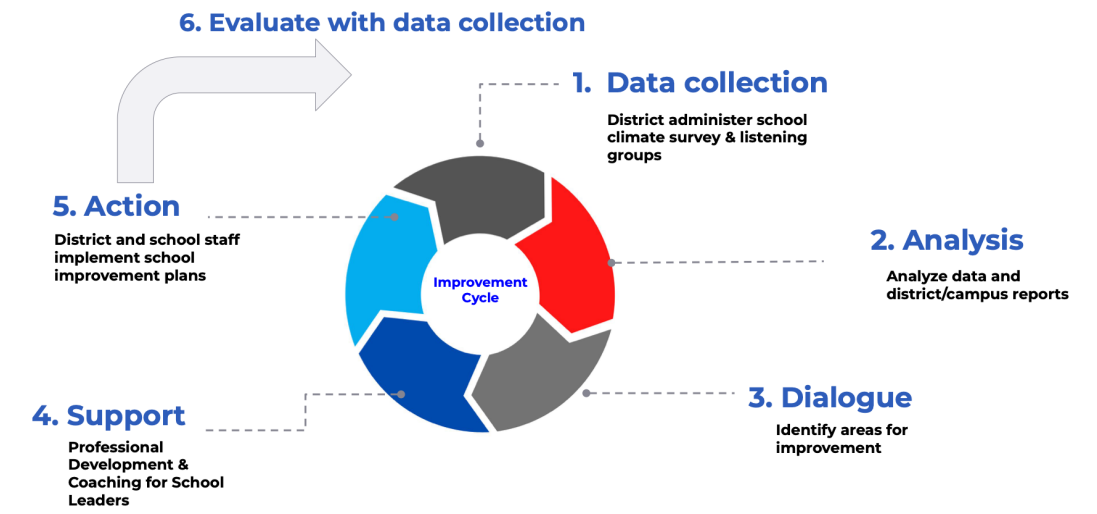 6. Evaluate with data collection
1. Data collection
District administer school
climate survey & listening
groups
2. Analysis
Analyze data and
district/campus reports
3. Dialogue
Identify areas for
improvement
4. Support
Professional
Development &
Coaching for School
Leaders
5. Action
District and school staff
implement school
improvement plans
Improvement
Cycle